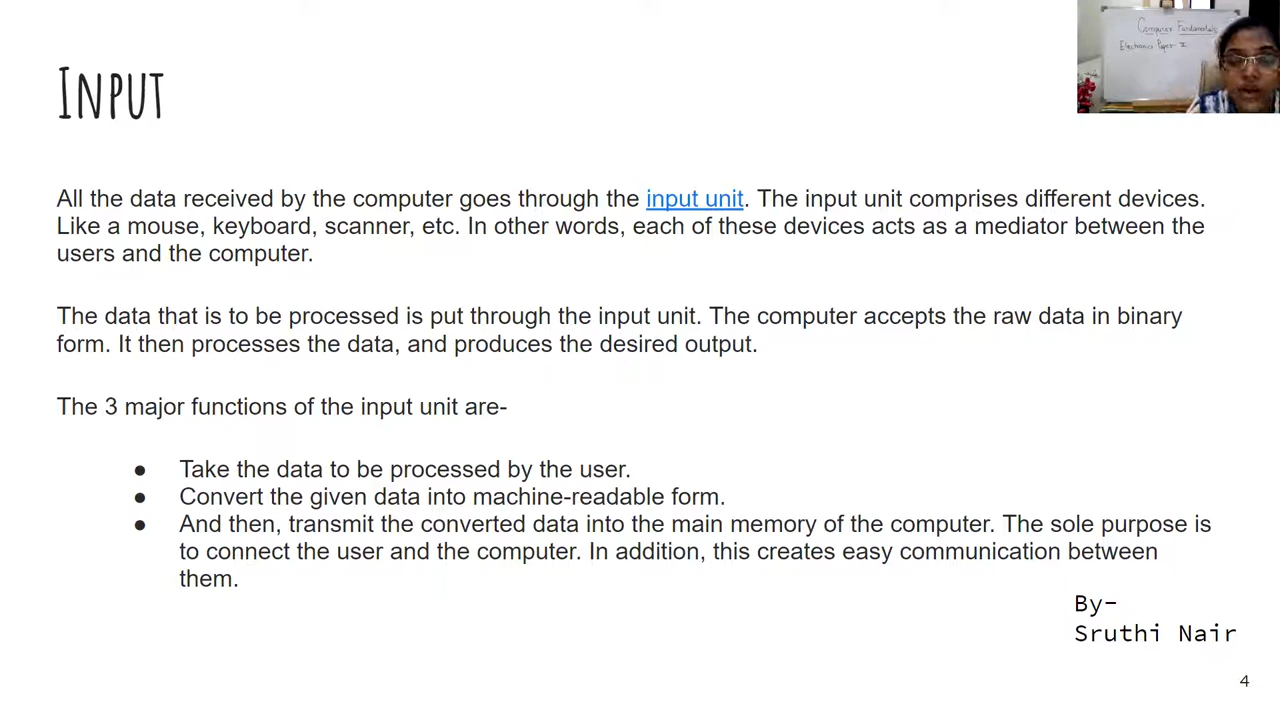 Computer Fundamentals
Electronics Paper II
INPUT
All the data received by the computer goes through the input unit. The input unit comprises different devices.
Like a mouse, keyboard, scanner, etc. In other words, each of these devices acts as a mediator between the
users and the computer.
The data that is to be processed is put through the input unit. The computer accepts the raw data in binary
form. It then processes the data, and produces the desired output.
The 3 major functions of the input unit are-
● Take the data to be processed by the user.
● Convert the given data into machine-readable form.
● And then, transmit the converted data into the main memory of the computer. The sole purpose is
to connect the user and the computer. In addition, this creates easy communication between
them.
By-
Sruthi Nair
4